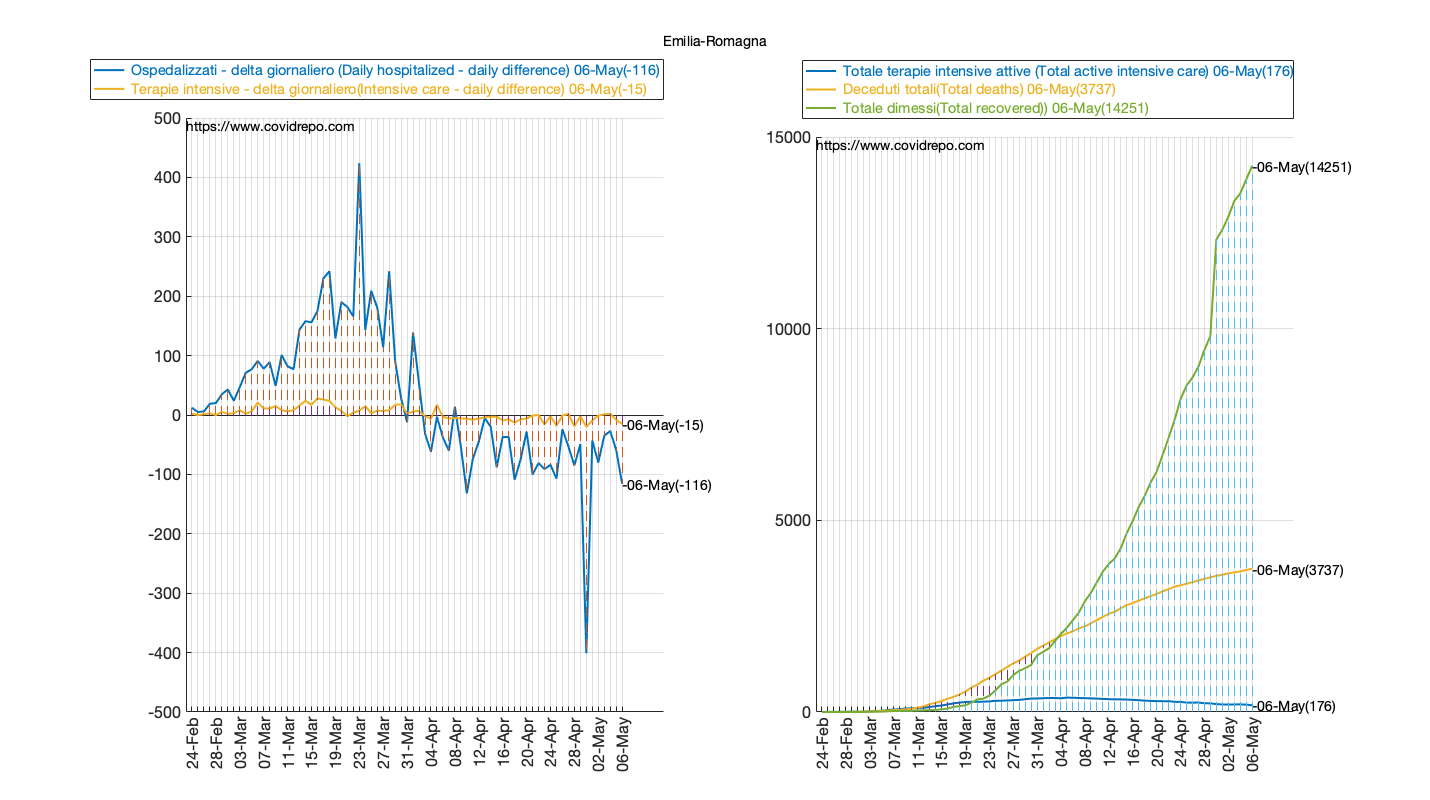 Emilia-Romagna
Ospedalizzati - delta giornaliero (Daily hospitalized - daily difference) 06-May(-116)
Terapie intensive - delta giornaliero(Intensive care - daily difference) 06-May(-15)
https://www.covidrepo.com
500
400
300
200
100
0
-100
-200
-300
-400
-500
-06-May(-15)
-06-May(-116)
24-Feb
28-Feb
03-Mar
07-Mar
11-Mar
15-Mar
19-Mar
23-Mar
27-Mar
31-Mar
04-Apr
08-Apr
12-Apr
16-Apr
20-Apr
24-Apr
28-Apr
02-May
06-May
Totale terapie intensive attive (Total active intensive care) 06-May(176)
Deceduti totali(Total deaths) 06-May(3737)
Totale dimessi(Total recovered)) 06-May(14251)
https://www.covidrepo.com
15000
10000
5000
0
-06-May(14251)
-06-May(3737)
-06-May(176)
24-Feb
28-Feb
03-Mar
07-Mar
11-Mar
15-Mar
19-Mar
23-Mar
27-Mar
31-Mar
04-Apr
08-Apr
12-Apr
16-Apr
20-Apr
24-Apr
28-Apr
02-May
06-May